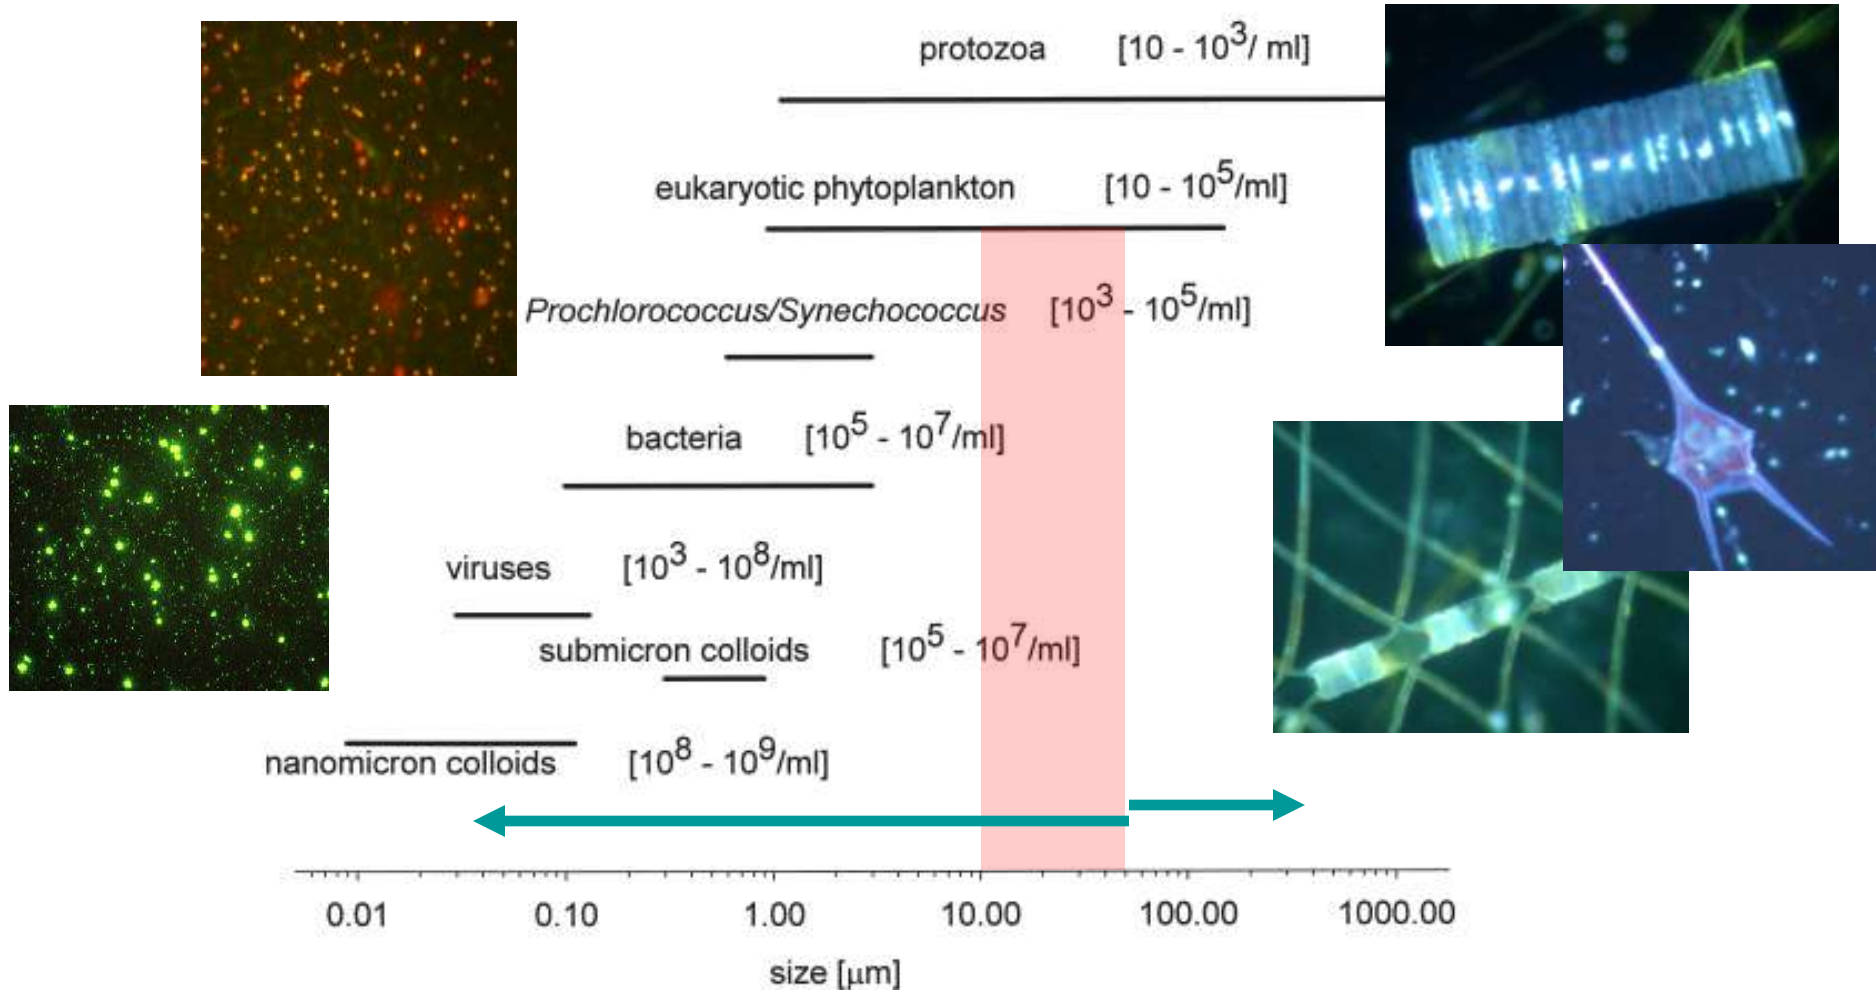 protozoa [10 - 10³/ ml]
eukaryotic phytoplankton [10 - 10⁵/ml]
Prochlorococcus/Synechococcus [10³ - 10⁵/ml]
bacteria [10⁵ - 10⁷/ml]
viruses [10³ - 10⁸/ml]
submicron colloids [10⁵ - 10⁷/ml]
nanomicron colloids [10⁸ - 10⁹/ml]
0.01 0.10 1.00 10.00 100.00 1000.00
size [μm]